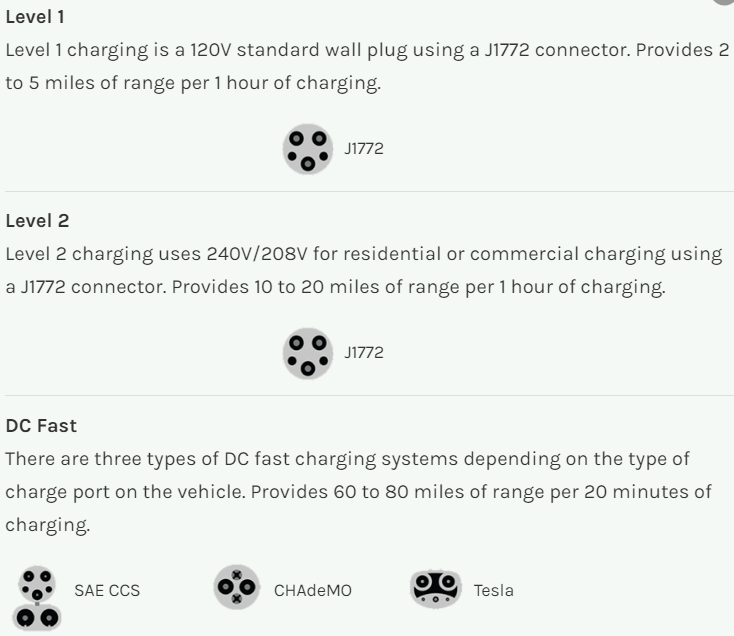 Level 1
Level 1 charging is a 120V standard wall plug using a J1772 connector. Provides 2
to 5 miles of range per 1 hour of charging.
J1772
Level 2
Level 2 charging uses 240V/208V for residential or commercial charging using
a J1772 connector. Provides 10 to 20 miles of range per 1 hour of charging.
J1772
DC Fast
There are three types of DC fast charging systems depending on the type of
charge port on the vehicle. Provides 60 to 80 miles of range per 20 minutes of
charging.
SAE CCS CHAdeMO Tesla